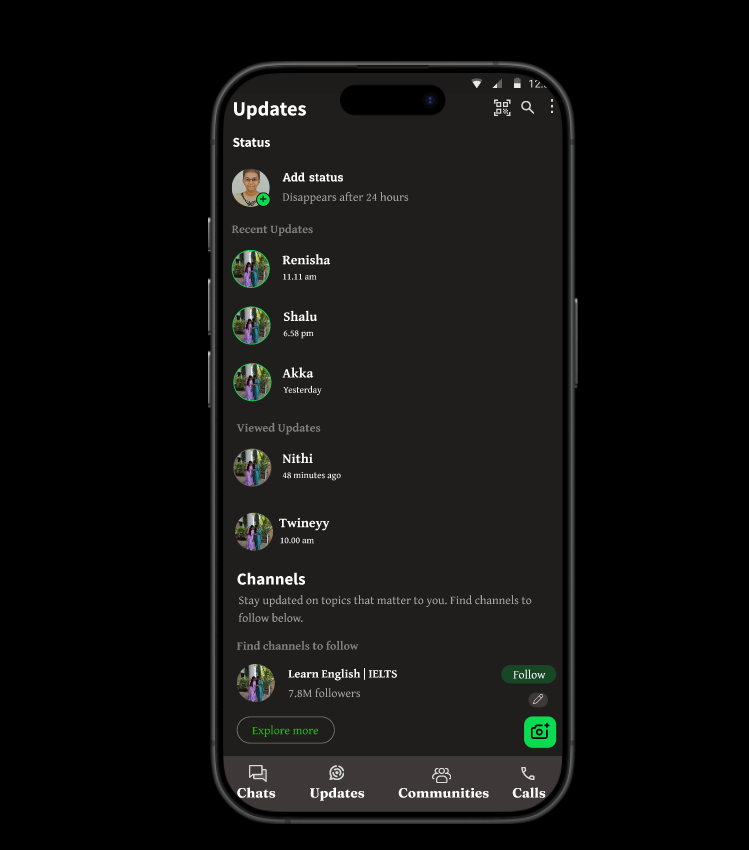 Updates
Status
Add status
Disappears after 24 hours
Recent Updates
Renisha
11.11 am
Shalu
6.58 pm
Akka
Yesterday
Viewed Updates
Nithi
48 minutes ago
Twineyy
10.00 am
Channels
Stay updated on topics that matter to you. Find channels to
follow below.
Find channels to follow
Learn English | IELTS
7.8M followers
Follow
Explore more
Chats
Updates
Communities
Calls